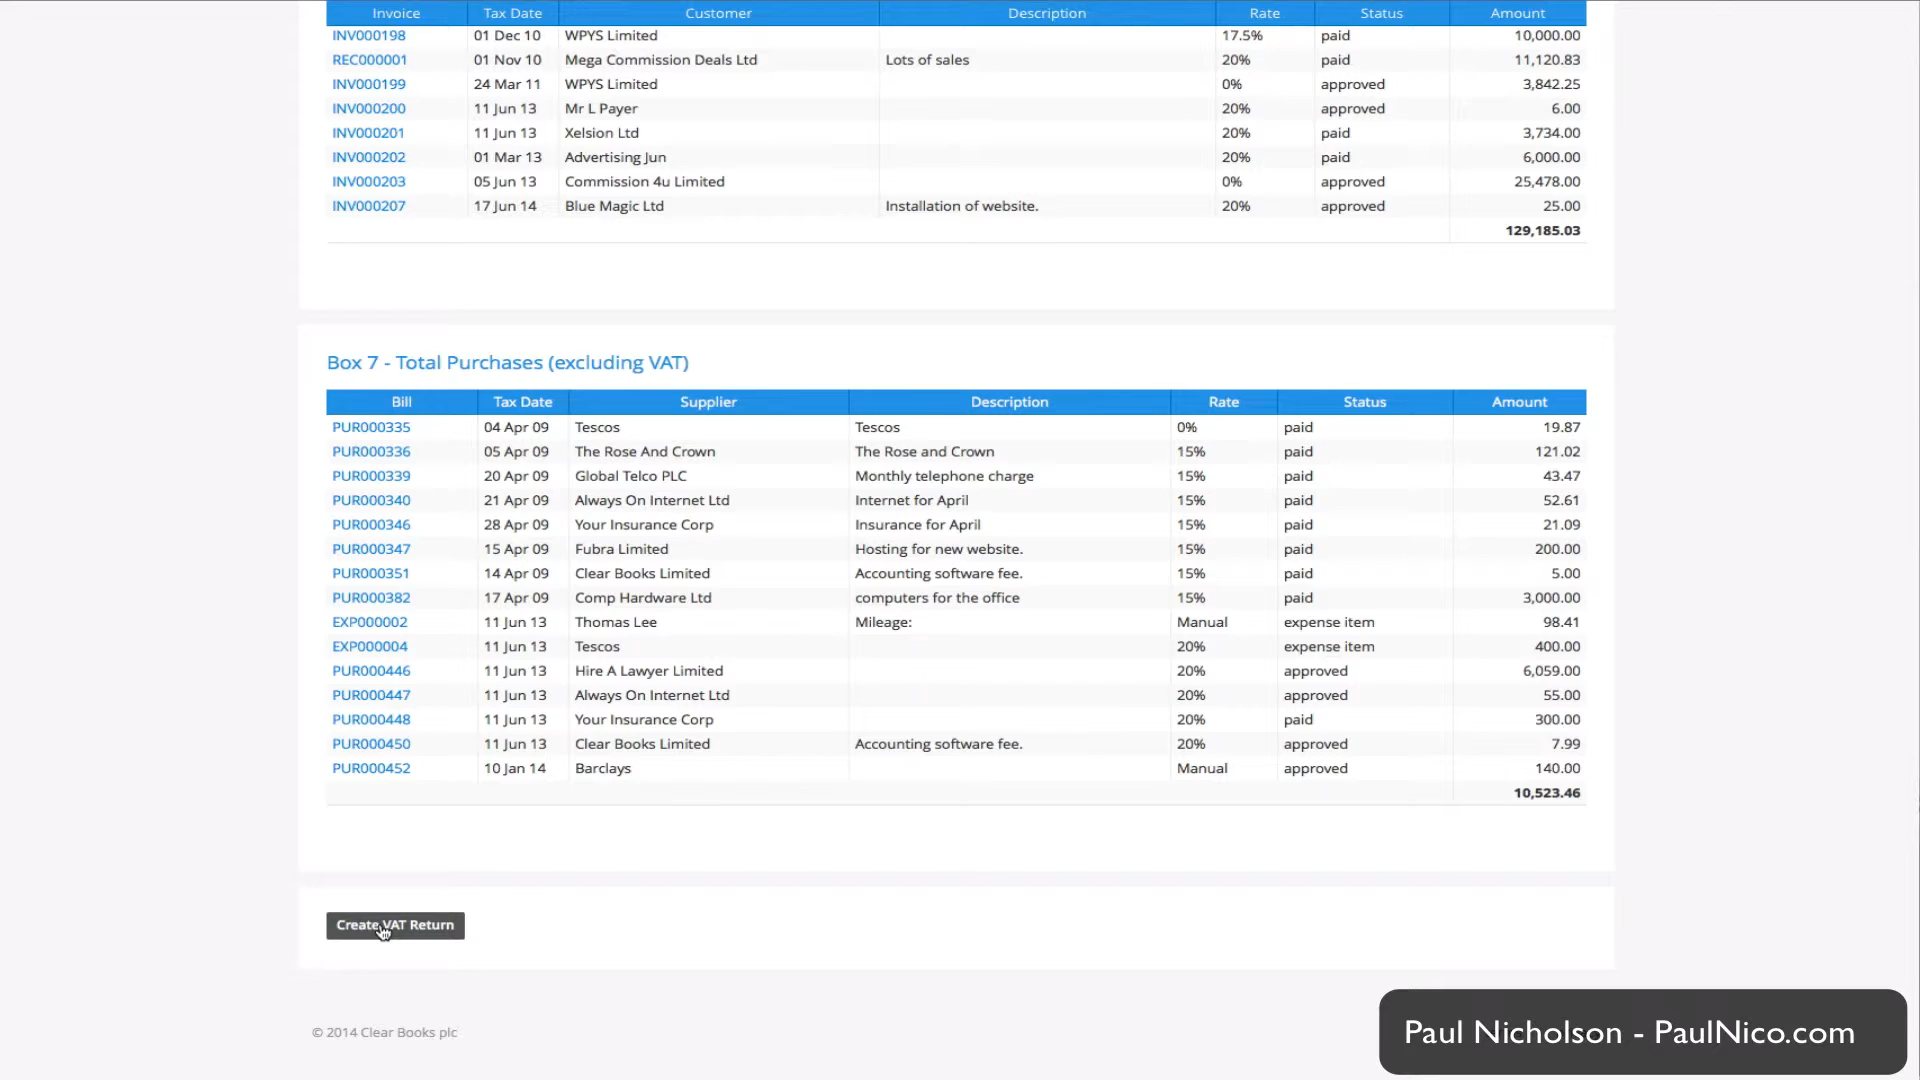 Invoice Tax Date Customer Description Rate Status Amount
INV000198 01 Dec 10 WPYS Limited 17.5% paid 10,000.00
REC000001 01 Nov 10 Mega Commission Deals Ltd Lots of sales 20% paid 11,120.83
INV000199 24 Mar 11 WPYS Limited 0% approved 3,842.25
INV000200 11 Jun 13 Mr L Payer 20% approved 6.00
INV000201 11 Jun 13 Xelsion Ltd 20% paid 3,734.00
INV000202 01 Mar 13 Advertising Jun 20% paid 6,000.00
INV000203 05 Jun 13 Commission 4u Limited 0% approved 25,478.00
INV000207 17 Jun 14 Blue Magic Ltd Installation of website. 20% approved 25.00
129,185.03
Box 7 - Total Purchases (excluding VAT)
Bill Tax Date Supplier Description Rate Status Amount
PUR000335 04 Apr 09 Tescos Tescos 0% paid 19.87
PUR000336 05 Apr 09 The Rose And Crown The Rose and Crown 15% paid 121.02
PUR000339 20 Apr 09 Global Telco PLC Monthly telephone charge 15% paid 43.47
PUR000340 21 Apr 09 Always On Internet Ltd Internet for April 15% paid 52.61
PUR000346 28 Apr 09 Your Insurance Corp Insurance for April 15% paid 21.09
PUR000347 15 Apr 09 Fubra Limited Hosting for new website. 15% paid 200.00
PUR000351 14 Apr 09 Clear Books Limited Accounting software fee. 15% paid 5.00
PUR000382 17 Apr 09 Comp Hardware Ltd computers for the office 15% paid 3,000.00
EXP000002 11 Jun 13 Thomas Lee Mileage: Manual expense item 98.41
EXP000004 11 Jun 13 Tescos 20% expense item 400.00
PUR000446 11 Jun 13 Hire A Lawyer Limited 20% approved 6,059.00
PUR000447 11 Jun 13 Always On Internet Ltd 20% approved 55.00
PUR000448 11 Jun 13 Your Insurance Corp 20% paid 300.00
PUR000450 11 Jun 13 Clear Books Limited Accounting software fee. 20% approved 7.99
PUR000452 10 Jan 14 Barclays Manual approved 140.00
10,523.46
Create VAT Return
© 2014 Clear Books plc
Paul Nicholson - PaulNico.com